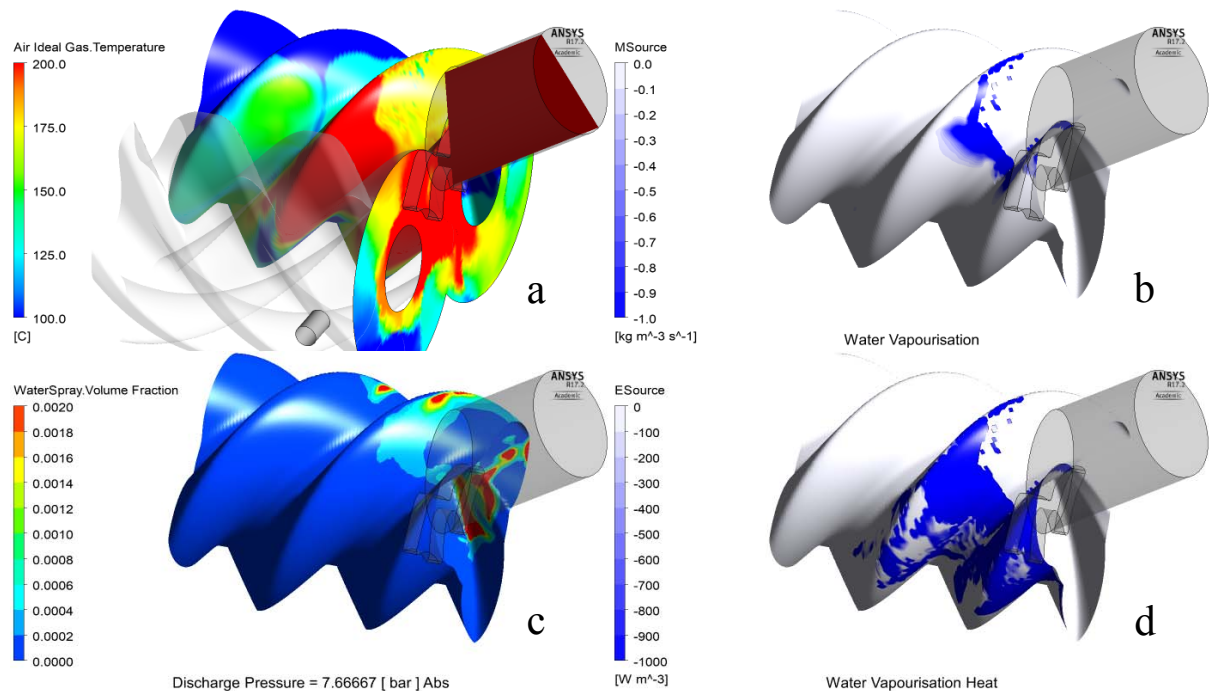 Air Ideal Gas.Temperature
200.0
175.0
150.0
125.0
100.0
[C]
ANSYS
R17.2
Academic
a
MSource
0.0
-0.1
-0.2
-0.3
-0.4
-0.5
-0.6
-0.7
-0.8
-0.9
-1.0
[kg m^-3 s^-1]
ANSYS
R17.2
Academic
b
Water Vapourisation
WaterSpray.Volume Fraction
0.0020
0.0018
0.0016
0.0014
0.0012
0.0010
0.0008
0.0006
0.0004
0.0002
0.0000
ANSYS
R17.2
Academic
c
Discharge Pressure = 7.66667 [ bar ] Abs
ESource
0
-100
-200
-300
-400
-500
-600
-700
-800
-900
-1000
[W m^-3]
ANSYS
R17.2
Academic
d
Water Vapourisation Heat